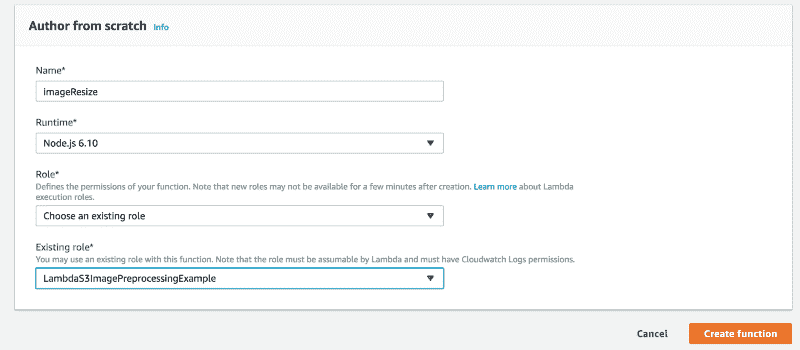 Author from scratch Info
Name*
imageResize
Runtime*
Node.js 6.10
Role*
Defines the permissions of your function. Note that new roles may not be available for a few minutes after creation. Learn more about Lambda
execution roles.
Choose an existing role
Existing role*
You may use an existing role with this function. Note that the role must be assumable by Lambda and must have Cloudwatch Logs permissions.
LambdaS3ImagePreprocessingExample
Cancel Create function